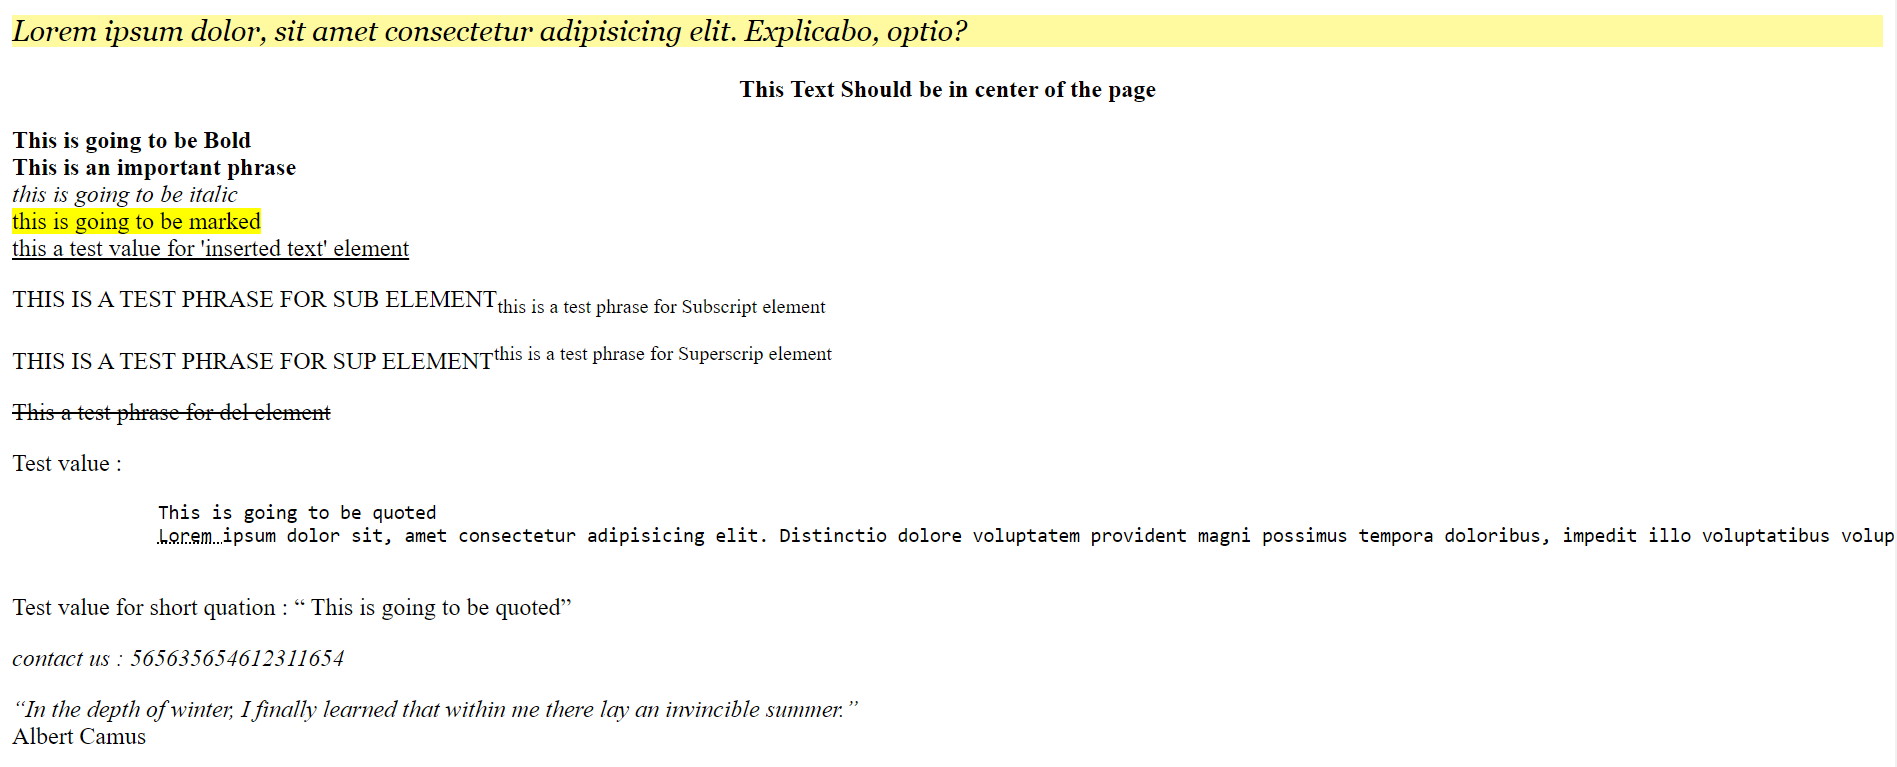 Lorem ipsum dolor, sit amet consectetur adipisicing elit. Explicabo, optio?
This Text Should be in center of the page
This is going to be Bold
This is an important phrase
this is going to be italic
this is going to be marked
this a test value for 'inserted text' element
THIS IS A TEST PHRASE FOR SUB ELEMENTthis is a test phrase for Subscript element
THIS IS A TEST PHRASE FOR SUP ELEMENTthis is a test phrase for Superscrip element
This a test phrase for del element
Test value :
This is going to be quoted
Lorem ipsum dolor sit, amet consectetur adipisicing elit. Distinctio dolore voluptatem provident magni possimus tempora doloribus, impedit illo voluptatibus volup
Test value for short quation : “ This is going to be quoted”
contact us : 565635654612311654
“In the depth of winter, I finally learned that within me there lay an invincible summer.”
Albert Camus